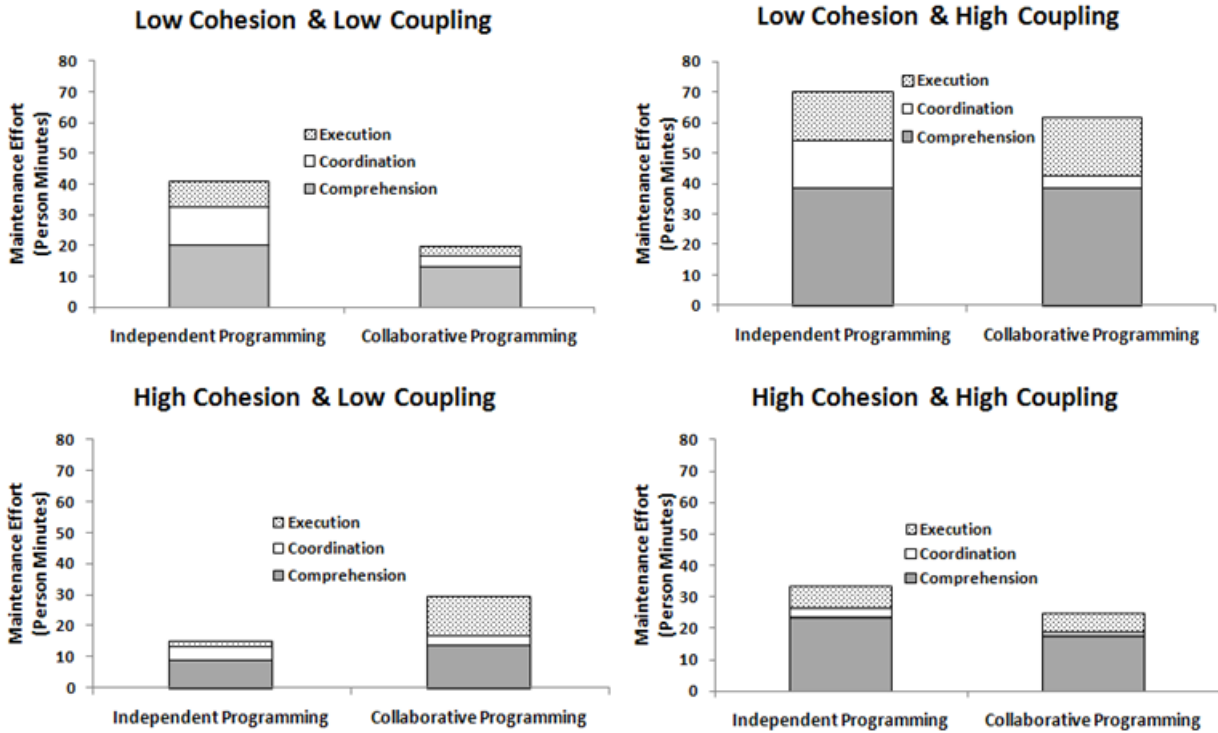 Low Cohesion & Low Coupling
80
70
60
50
40
30
20
10
0
Maintenance Effort
(Person Minutes)
Execution
Coordination
Comprehension
Independent Programming
Collaborative Programming
Low Cohesion & High Coupling
80
70
60
50
40
30
20
10
0
Maintenance Effort
(Person Mintes)
Execution
Coordination
Comprehension
Independent Programming
Collaborative Programming
High Cohesion & Low Coupling
80
70
60
50
40
30
20
10
0
Maintenance Effort
(Person Minutes)
Execution
Coordination
Comprehension
Independent Programming
Collaborative Programming
High Cohesion & High Coupling
80
70
60
50
40
30
20
10
0
Maintenance Effort
(Person Minutes)
Execution
Coordination
Comprehension
Independent Programming
Collaborative Programming